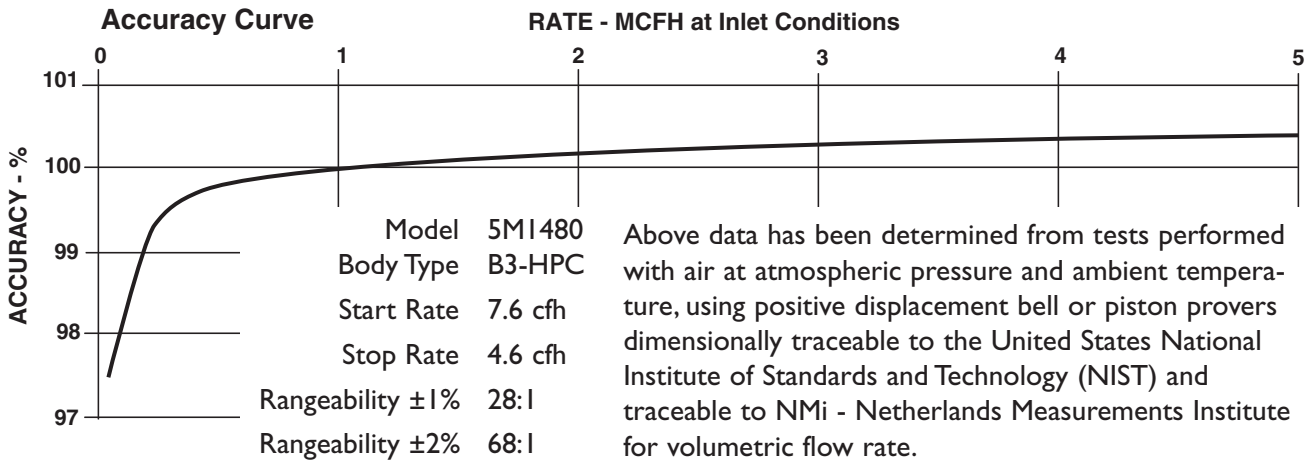 Accuracy Curve
RATE - MCFH at Inlet Conditions
0 1 2 3 4 5
101
100
99
98
97
ACCURACY - %
Model 5M1480
Body Type B3-HPC
Start Rate 7.6 cfh
Stop Rate 4.6 cfh
Rangeability ±1% 28:1
Rangeability ±2% 68:1
Above data has been determined from tests performed
with air at atmospheric pressure and ambient tempera-
ture, using positive displacement bell or piston provers
dimensionally traceable to the United States National
Institute of Standards and Technology (NIST) and
traceable to NMi - Netherlands Measurements Institute
for volumetric flow rate.